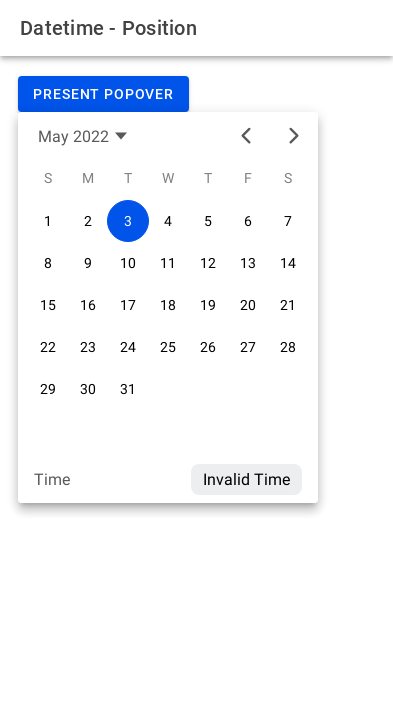 Datetime - Position
PRESENT POPOVER
May 2022
S M T W T F S
1 2 3 4 5 6 7
8 9 10 11 12 13 14
15 16 17 18 19 20 21
22 23 24 25 26 27 28
29 30 31
Time Invalid Time